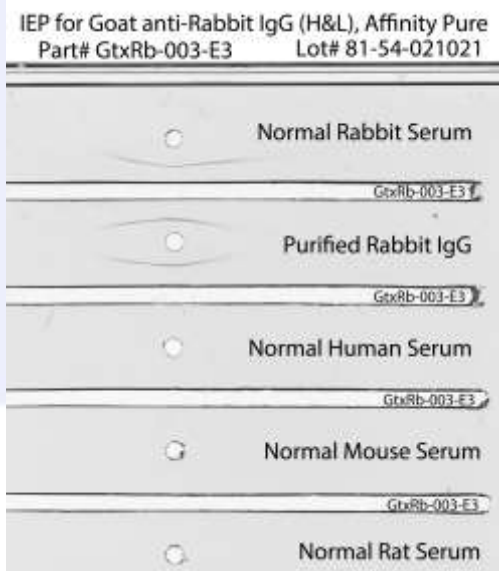 IEP for Goat anti-Rabbit IgG (H&L), Affinity Pure
Part# GtxRb-003-E3 Lot# 81-54-021021
Normal Rabbit Serum
GtxRb-003-E3
Purified Rabbit IgG
GtxRb-003-E3
Normal Human Serum
GtxRb-003-E3
Normal Mouse Serum
GtxRb-003-E3
Normal Rat Serum